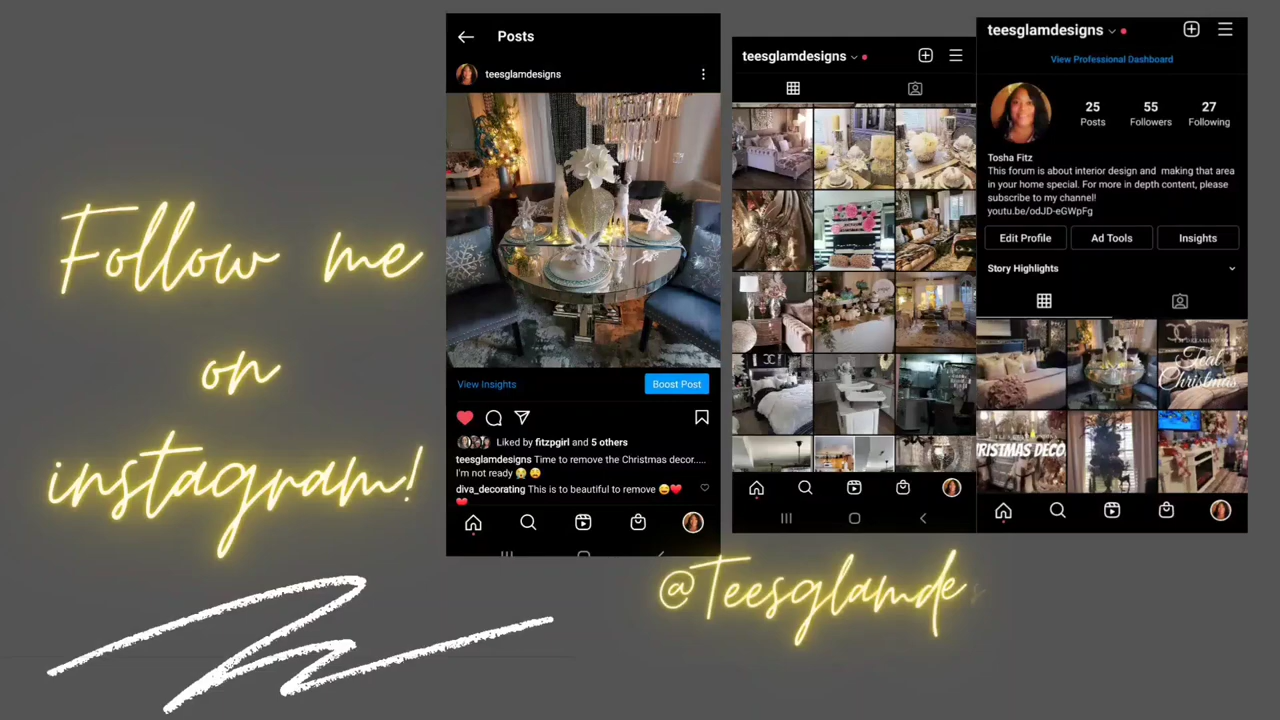 Follow me
on
instagram!
Posts
teesglamdesigns
View Insights
Boost Post
Liked by fitzpgirl and 5 others
teesglamdesigns Time to remove the Christmas decor.....
I'm not ready 😢😩
diva_decorating This is to beautiful to remove 😄❤️
❤️
teesglamdesigns
teesglamdesigns
View Professional Dashboard
25
Posts
55
Followers
27
Following
Tosha Fitz
This forum is about interior design and making that area
in your home special. For more in depth content, please
subscribe to my channel!
youtu.be/odJD-eGWpFg
Edit Profile
Ad Tools
Insights
Story Highlights
I'M DREAMING
Teal
Christmas
RISTMAS DECO
@Teesglamde